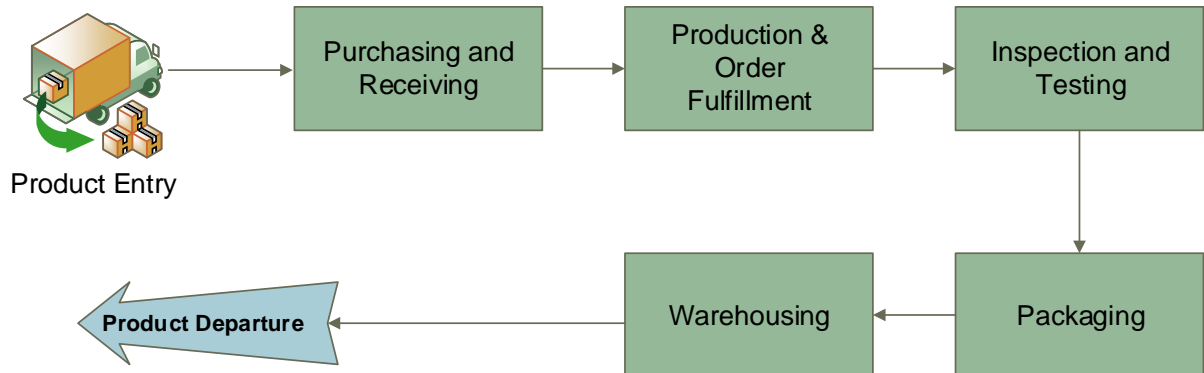 Product Entry
Purchasing and
Receiving
Production &
Order
Fulfillment
Inspection and
Testing
Packaging
Warehousing
Product Departure